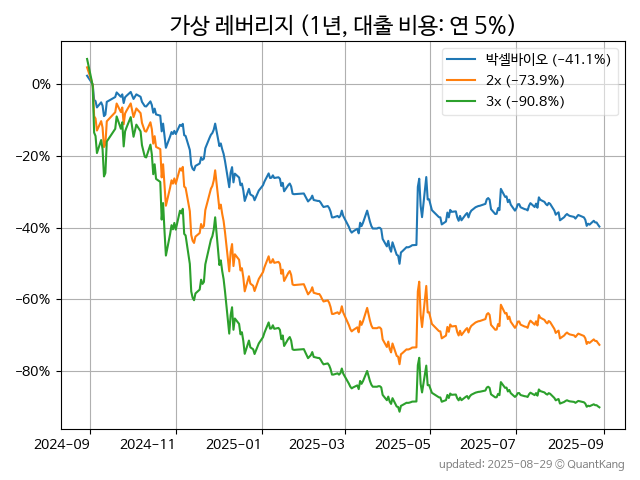 가상 레버리지 (1년, 대출 비용: 연 5%)
박셀바이오 (−41.1%)
2x (−73.9%)
3x (−90.8%)
0%
−20%
−40%
−60%
−80%
2024-09 2024-11 2025-01 2025-03 2025-05 2025-07 2025-09
updated: 2025-08-29 © QuantKang